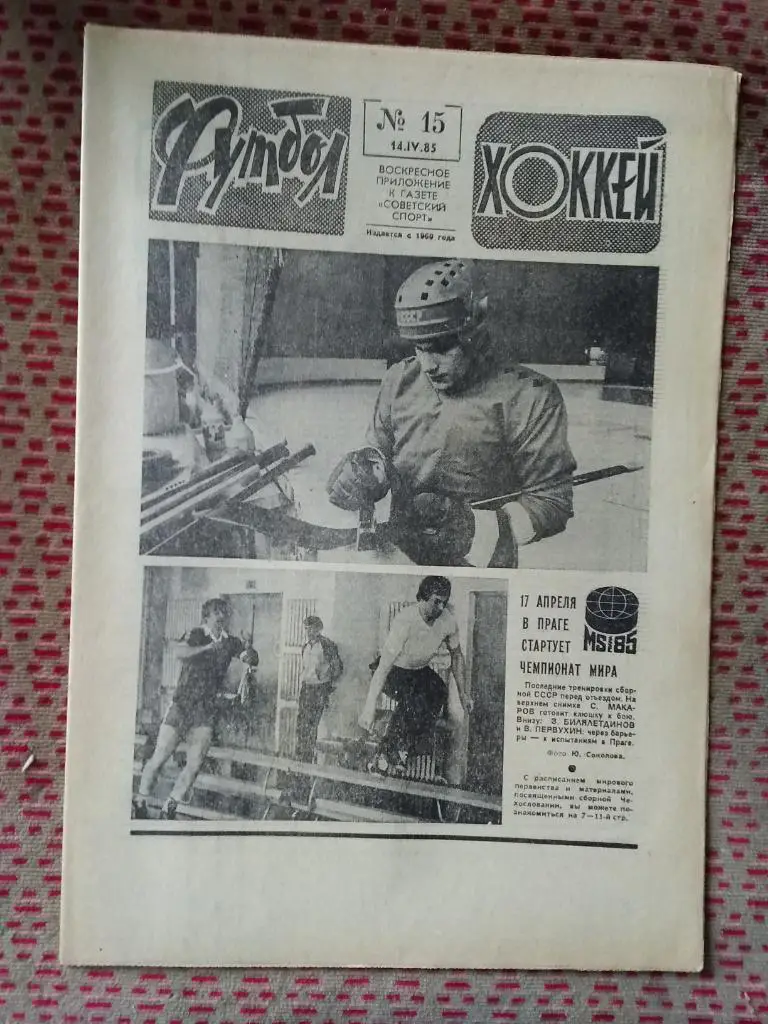 Футбол
№ 15
14.IV.85
ВОСКРЕСНОЕ
ПРИЛОЖЕНИЕ
К ГАЗЕТЕ
«СОВЕТСКИЙ
СПОРТ»
Издается с 1960 года
ХОККЕЙ
СССР
17 АПРЕЛЯ
В ПРАГЕ
СТАРТУЕТ
ЧЕМПИОНАТ МИРА
MS 85
Последние тренировки сбор-
ной СССР перед отъездом. На
верхнем снимке С. МАКА-
РОВ готовит клюшку к бою.
Внизу: З. БИЛЯЛЕТДИНОВ
и В. ПЕРВУХИН: через барье-
ры — к испытаниям в Праге.
Фото Ю. Соколова.
С расписанием мирового
первенства и материалами,
посвященными сборной Че-
хословакии, вы можете по-
знакомиться на 7—11-й стр.